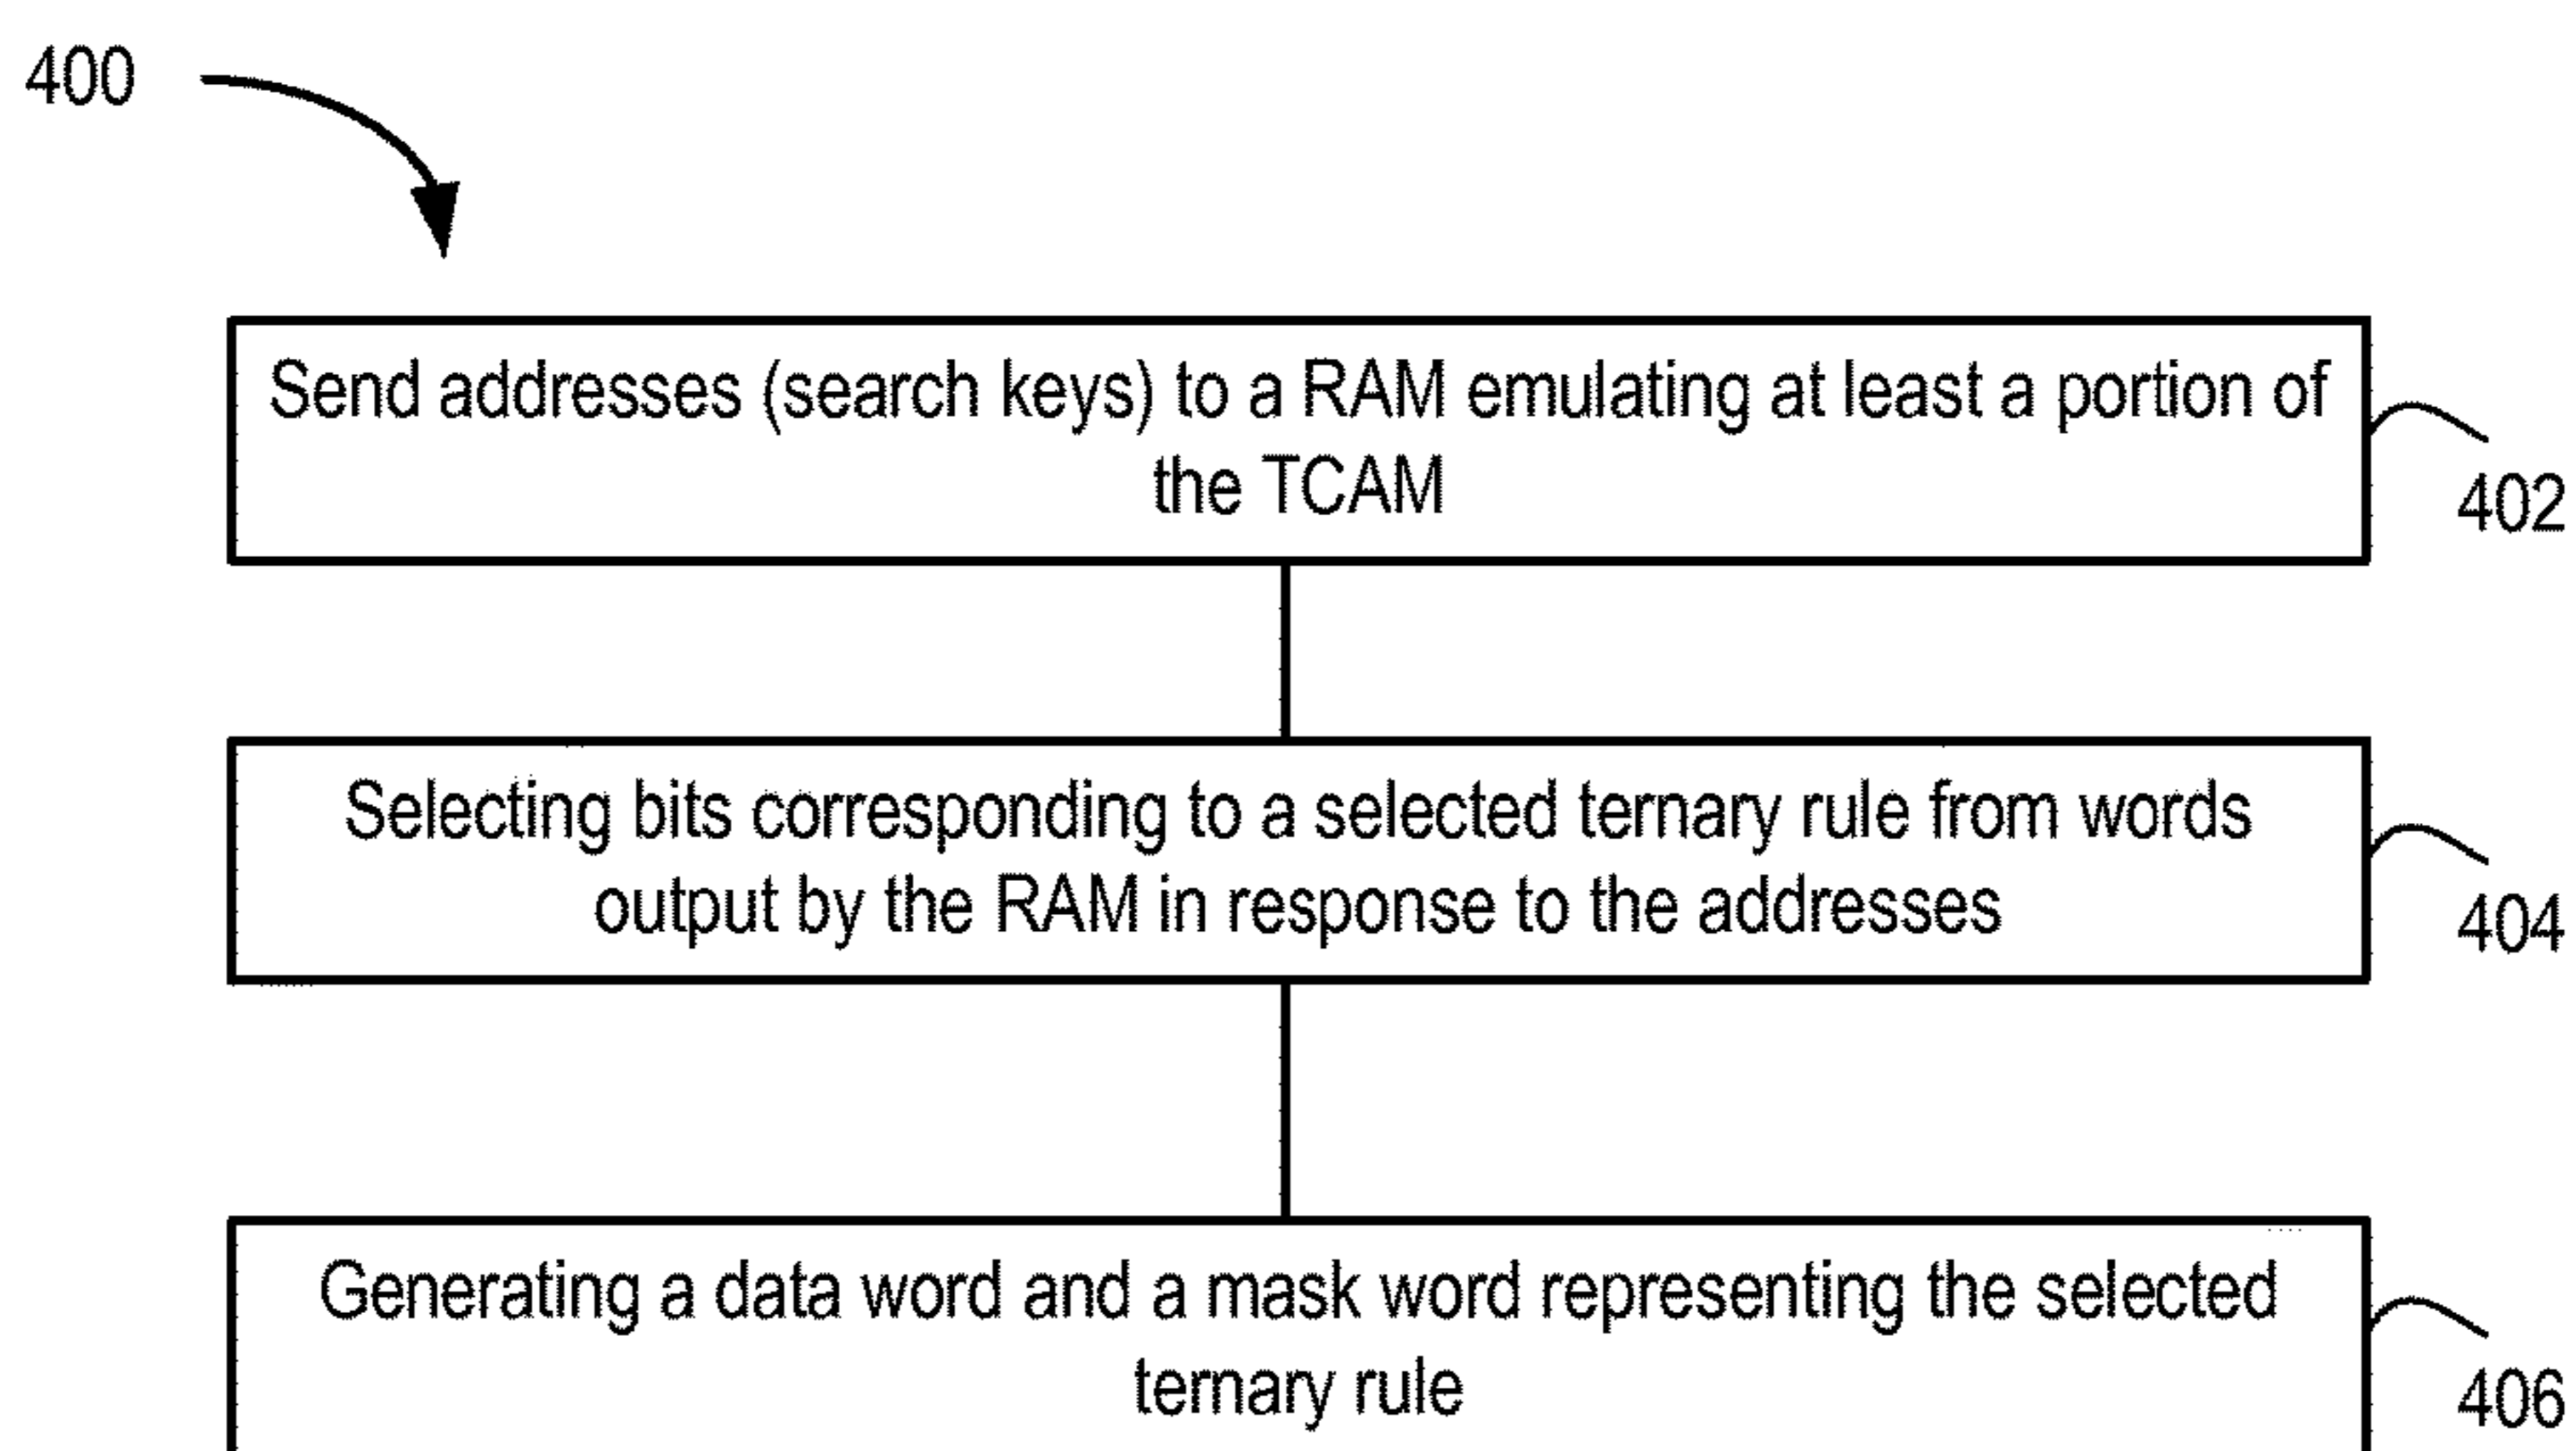 400
Send addresses (search keys) to a RAM emulating at least a portion of
the TCAM
402
Selecting bits corresponding to a selected ternary rule from words
output by the RAM in response to the addresses
404
Generating a data word and a mask word representing the selected
ternary rule
406